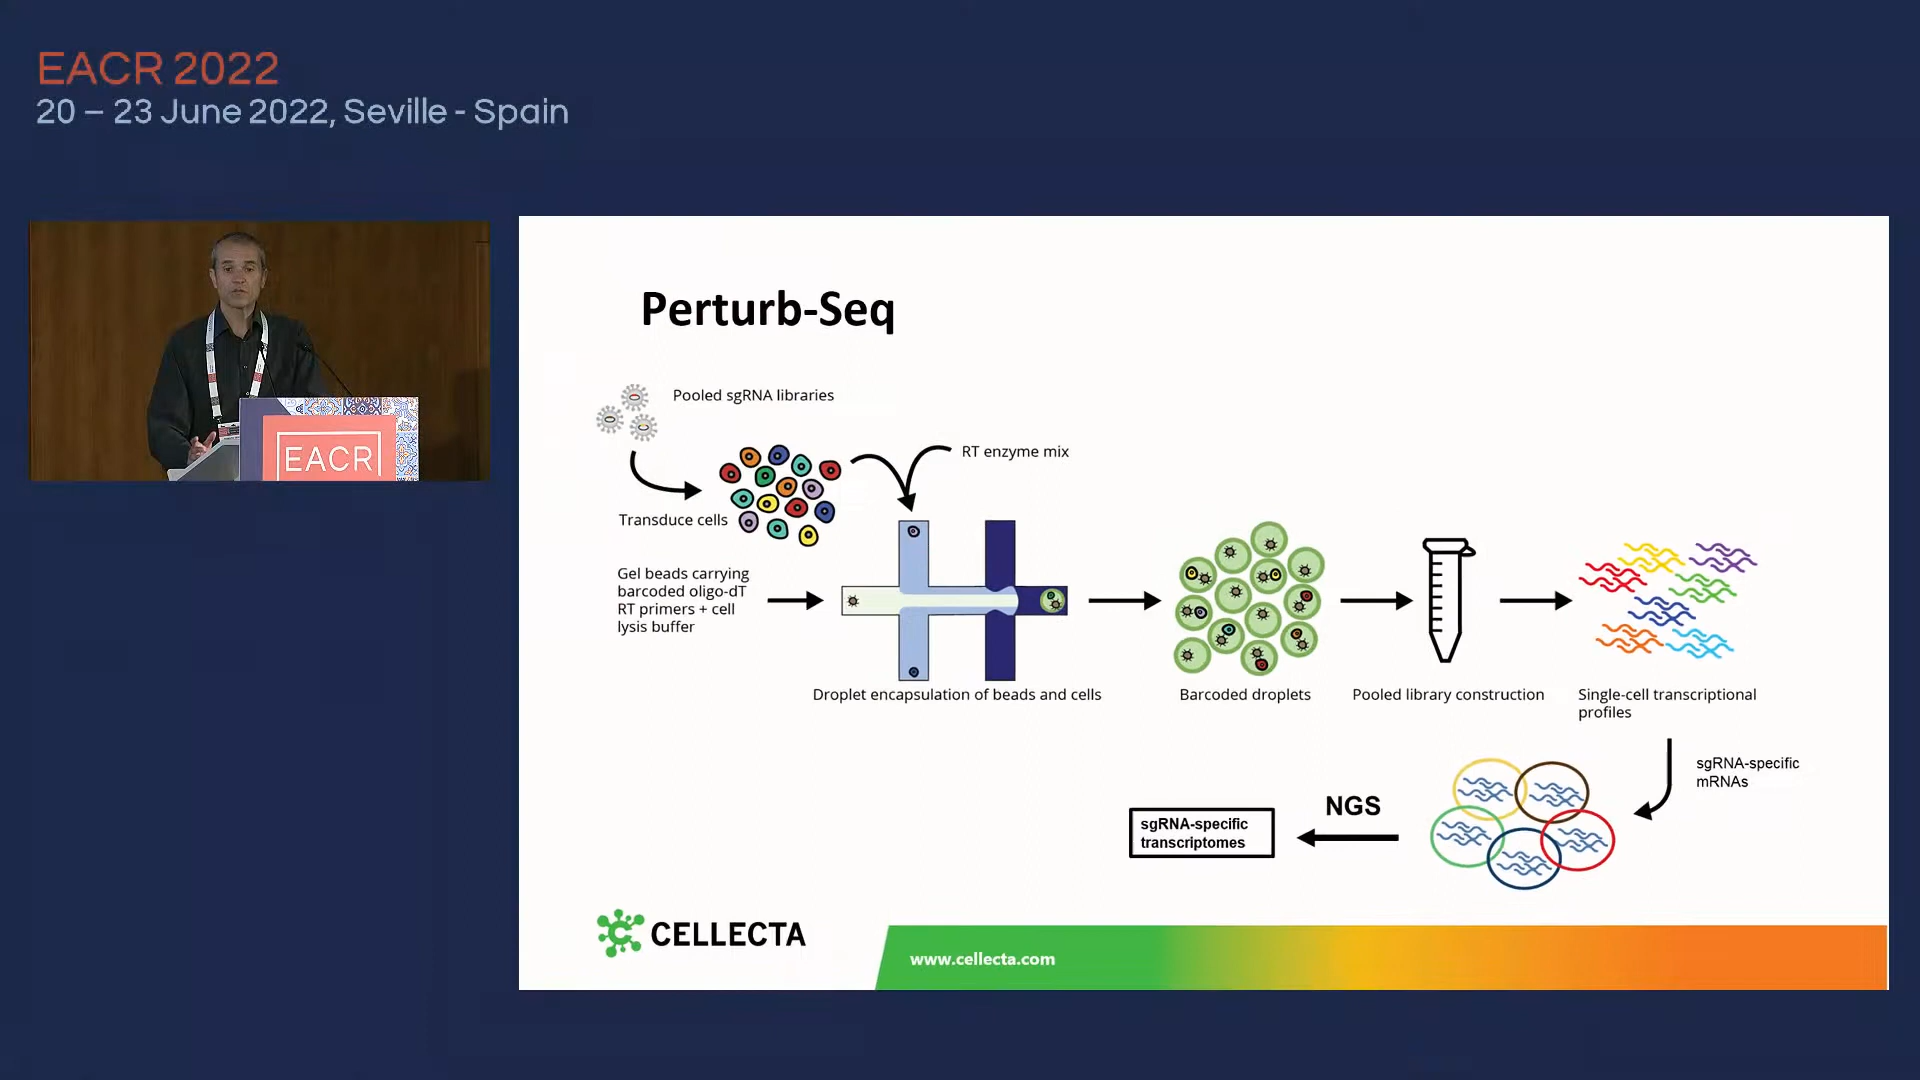 EACR 2022
20 – 23 June 2022, Seville - Spain
EACR
Perturb-Seq
Pooled sgRNA libraries
RT enzyme mix
Transduce cells
Gel beads carrying
barcoded oligo-dT
RT primers + cell
lysis buffer
Droplet encapsulation of beads and cells
Barcoded droplets
Pooled library construction
Single-cell transcriptional
profiles
sgRNA-specific
mRNAs
NGS
sgRNA-specific
transcriptomes
CELLECTA
www.cellecta.com